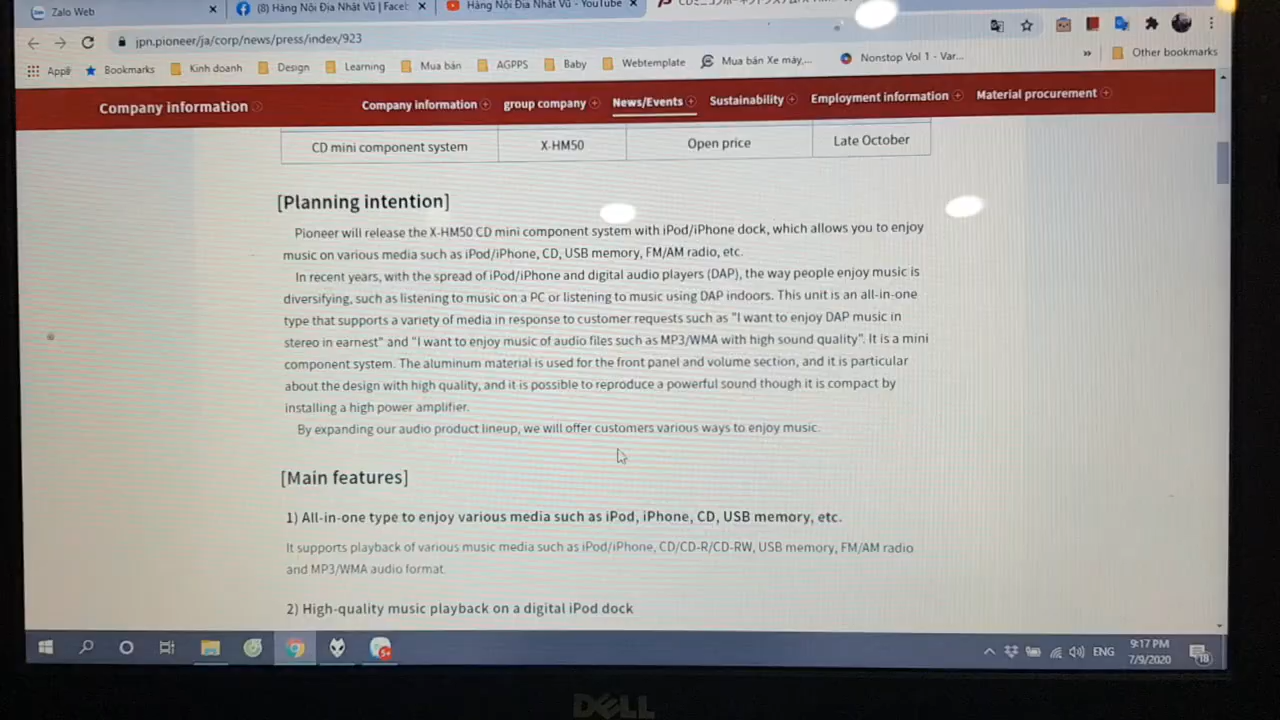 Zalo Web
(8) Hàng Nội Địa Nhật Vũ | Faceb
Hàng Nội Địa Nhật Vũ - YouTube
jpn.pioneer/ja/corp/news/press/index/923
Apps Bookmarks Kinh doanh Design Learning Mua bán AGPPS Baby Webtemplate Mua bán Xe máy,... Nonstop Vol 1 - Var... » Other bookmarks
Company information Company information group company News/Events Sustainability Employment information Material procurement
CD mini component system X-HM50 Open price Late October
[Planning intention]
Pioneer will release the X-HM50 CD mini component system with iPod/iPhone dock, which allows you to enjoy
music on various media such as iPod/iPhone, CD, USB memory, FM/AM radio, etc.
In recent years, with the spread of iPod/iPhone and digital audio players (DAP), the way people enjoy music is
diversifying, such as listening to music on a PC or listening to music using DAP indoors. This unit is an all-in-one
type that supports a variety of media in response to customer requests such as "I want to enjoy DAP music in
stereo in earnest" and "I want to enjoy music of audio files such as MP3/WMA with high sound quality". It is a mini
component system. The aluminum material is used for the front panel and volume section, and it is particular
about the design with high quality, and it is possible to reproduce a powerful sound though it is compact by
installing a high power amplifier.
By expanding our audio product lineup, we will offer customers various ways to enjoy music.
[Main features]
1) All-in-one type to enjoy various media such as iPod, iPhone, CD, USB memory, etc.
It supports playback of various music media such as iPod/iPhone, CD/CD-R/CD-RW, USB memory, FM/AM radio
and MP3/WMA audio format.
2) High-quality music playback on a digital iPod dock
5+
ENG
9:17 PM
7/9/2020
18
DELL